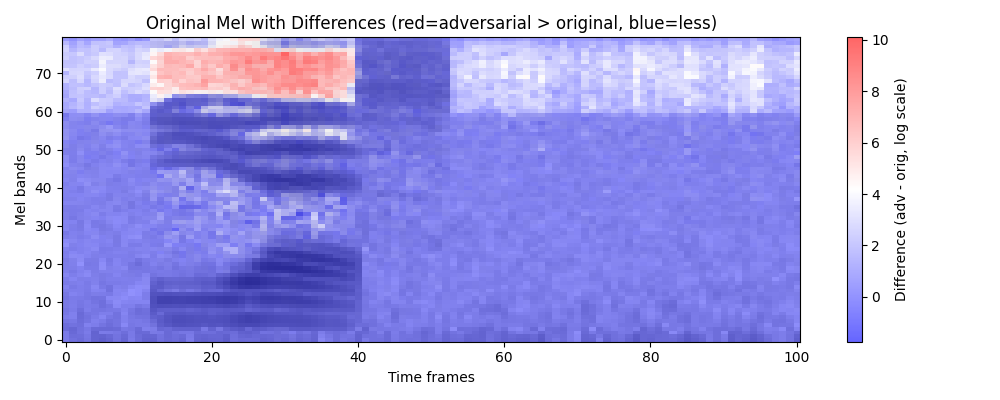 Original Mel with Differences (red=adversarial > original, blue=less)
70
60
50
40
30
20
10
0
Mel bands
0 20 40 60 80 100
Time frames
10
8
6
4
2
0
Difference (adv - orig, log scale)